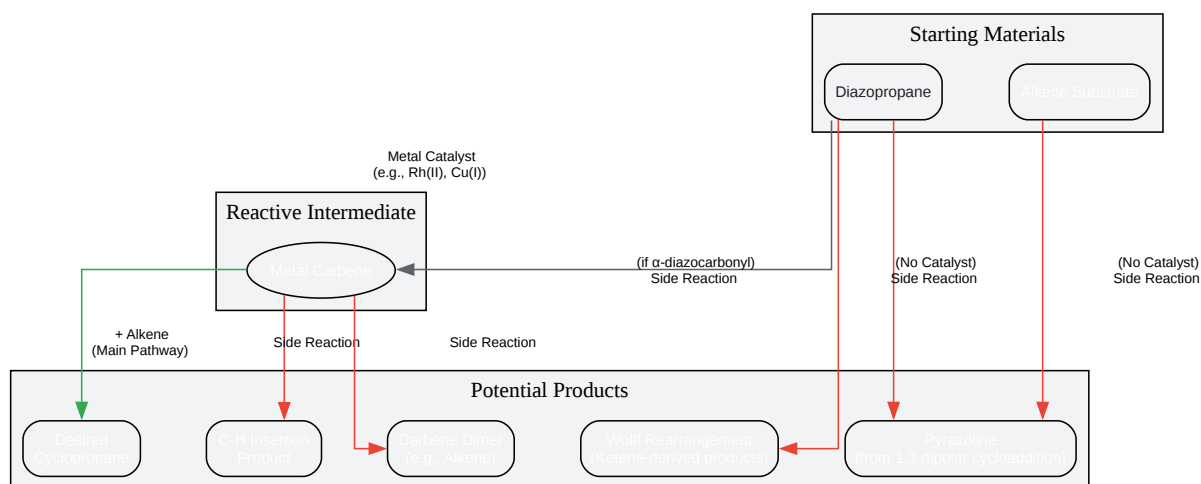 Starting Materials
Diazopropane
Alkene Substrate
Metal Catalyst
(e.g., Rh(II), Cu(I))
Reactive Intermediate
Metal Carbene
(if α-diazocarbonyl)
Side Reaction
(No Catalyst)
Side Reaction
(No Catalyst)
Side Reaction
+ Alkene
(Main Pathway)
Side Reaction
Side Reaction
Potential Products
Desired
Cyclopropane
C-H Insertion
Product
Carbene Dimer
(e.g., Alkene)
Wolff Rearrangement
(Ketene-derived products)
Pyrazoline
(from 1,3-dipolar cycloaddition)